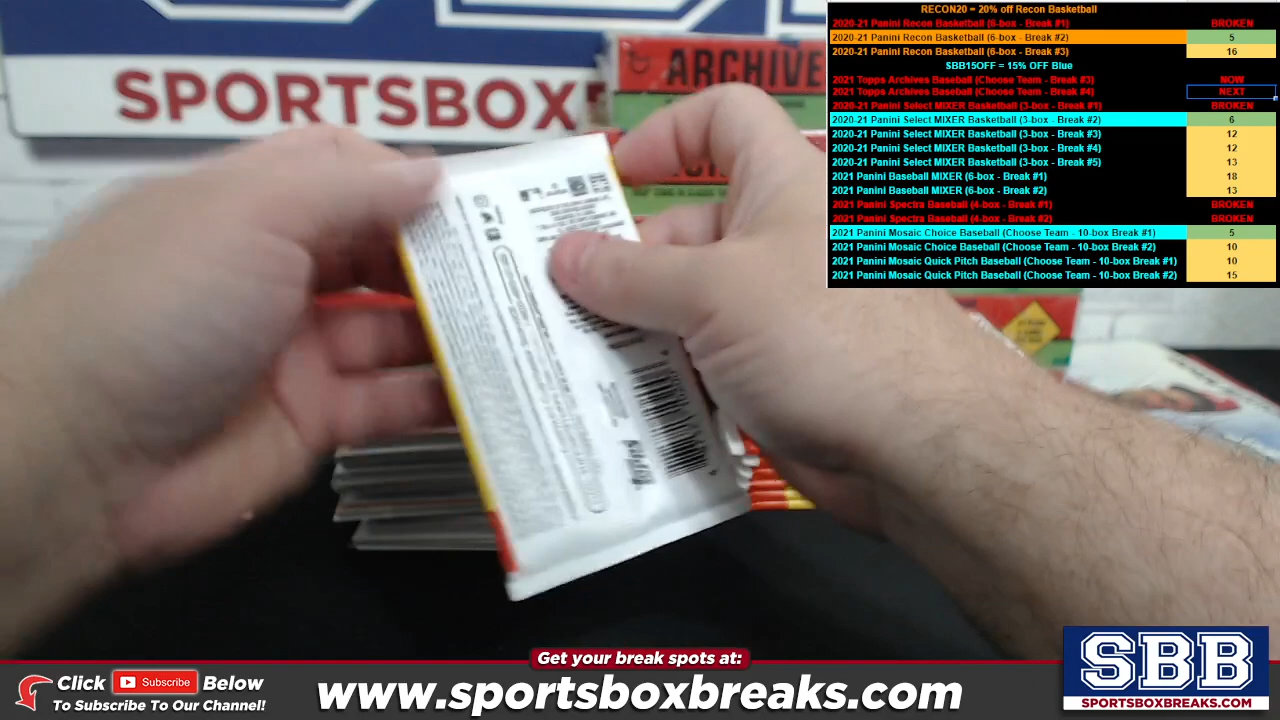 RECON20 = 20% off Recon Basketball
2020-21 Panini Recon Basketball (6-box - Break #1) BROKEN
2020-21 Panini Recon Basketball (6-box - Break #2) 5
2020-21 Panini Recon Basketball (6-box - Break #3) 16
SBB15OFF = 15% OFF Blue
2021 Topps Archives Baseball (Choose Team - Break #3) NOW
2021 Topps Archives Baseball (Choose Team - Break #4) NEXT
2020-21 Panini Select MIXER Basketball (3-box - Break #1) BROKEN
2020-21 Panini Select MIXER Basketball (3-box - Break #2) 6
2020-21 Panini Select MIXER Basketball (3-box - Break #3) 12
2020-21 Panini Select MIXER Basketball (3-box - Break #4) 12
2020-21 Panini Select MIXER Basketball (3-box - Break #5) 13
2021 Panini Baseball MIXER (6-box - Break #1) 18
2021 Panini Baseball MIXER (6-box - Break #2) 13
2021 Panini Spectra Baseball (4-box - Break #1) BROKEN
2021 Panini Spectra Baseball (4-box - Break #2) BROKEN
2021 Panini Mosaic Choice Baseball (Choose Team - 10-box Break #1) 5
2021 Panini Mosaic Choice Baseball (Choose Team - 10-box Break #2) 10
2021 Panini Mosaic Quick Pitch Baseball (Choose Team - 10-box Break #1) 10
2021 Panini Mosaic Quick Pitch Baseball (Choose Team - 10-box Break #2) 15
ARCHIVE
SPORTSBOX
Get your break spots at:
Click Subscribe Below
To Subscribe To Our Channel!
www.sportsboxbreaks.com
SBB
SPORTSBOXBREAKS.COM